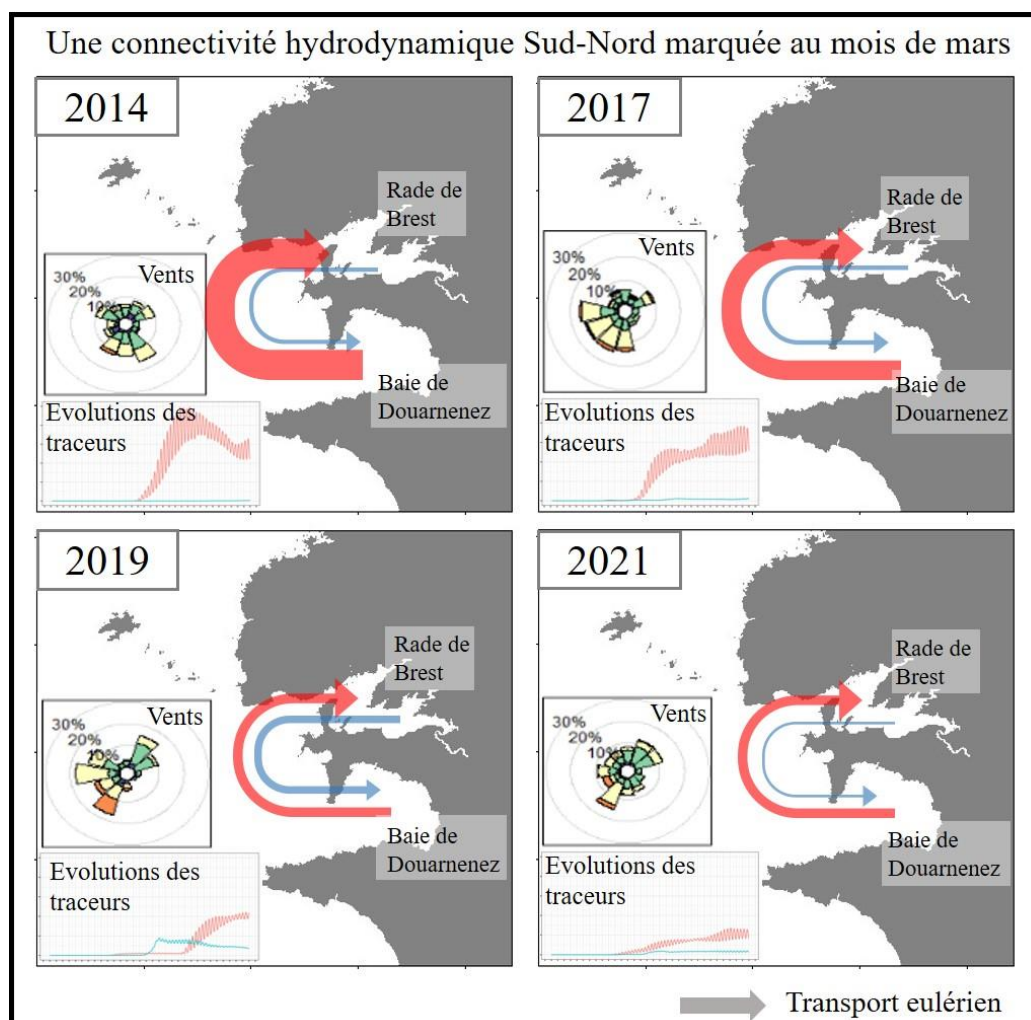 Une connectivité hydrodynamique Sud-Nord marquée au mois de mars
2014
Rade de
Brest
Vents
30%
20%
10%
Baie de
Douarnenez
Evolutions des
traceurs
2017
Rade de
Brest
Vents
30%
20%
10%
Baie de
Douarnenez
Evolutions des
traceurs
2019
Rade de
Brest
Vents
30%
20%
10%
Baie de
Douarnenez
Evolutions des
traceurs
2021
Rade de
Brest
Vents
30%
20%
10%
Baie de
Douarnenez
Evolutions des
traceurs
Transport eulérien